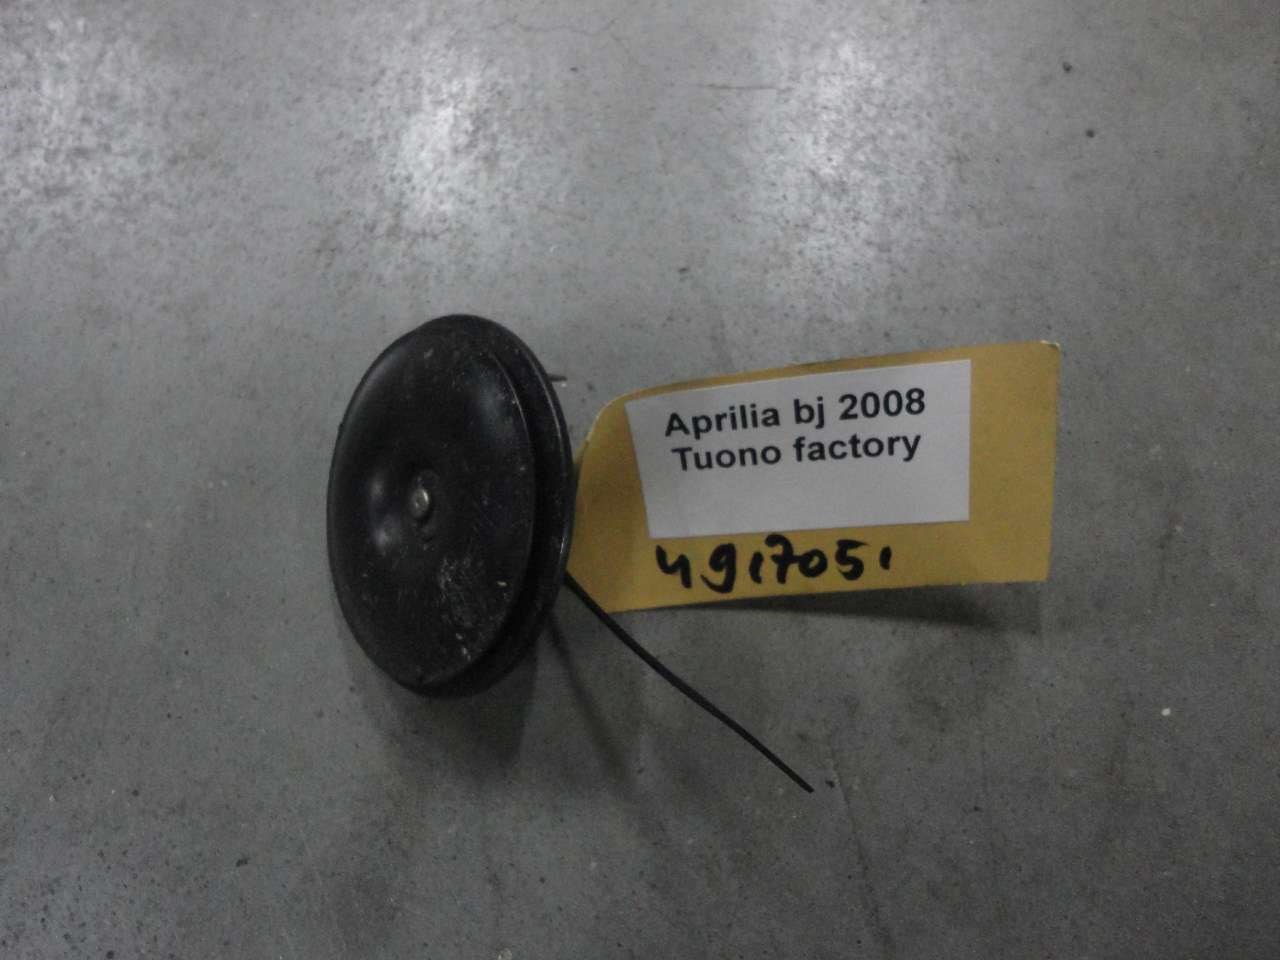 Aprilia bj 2008
Tuono factory
4917051